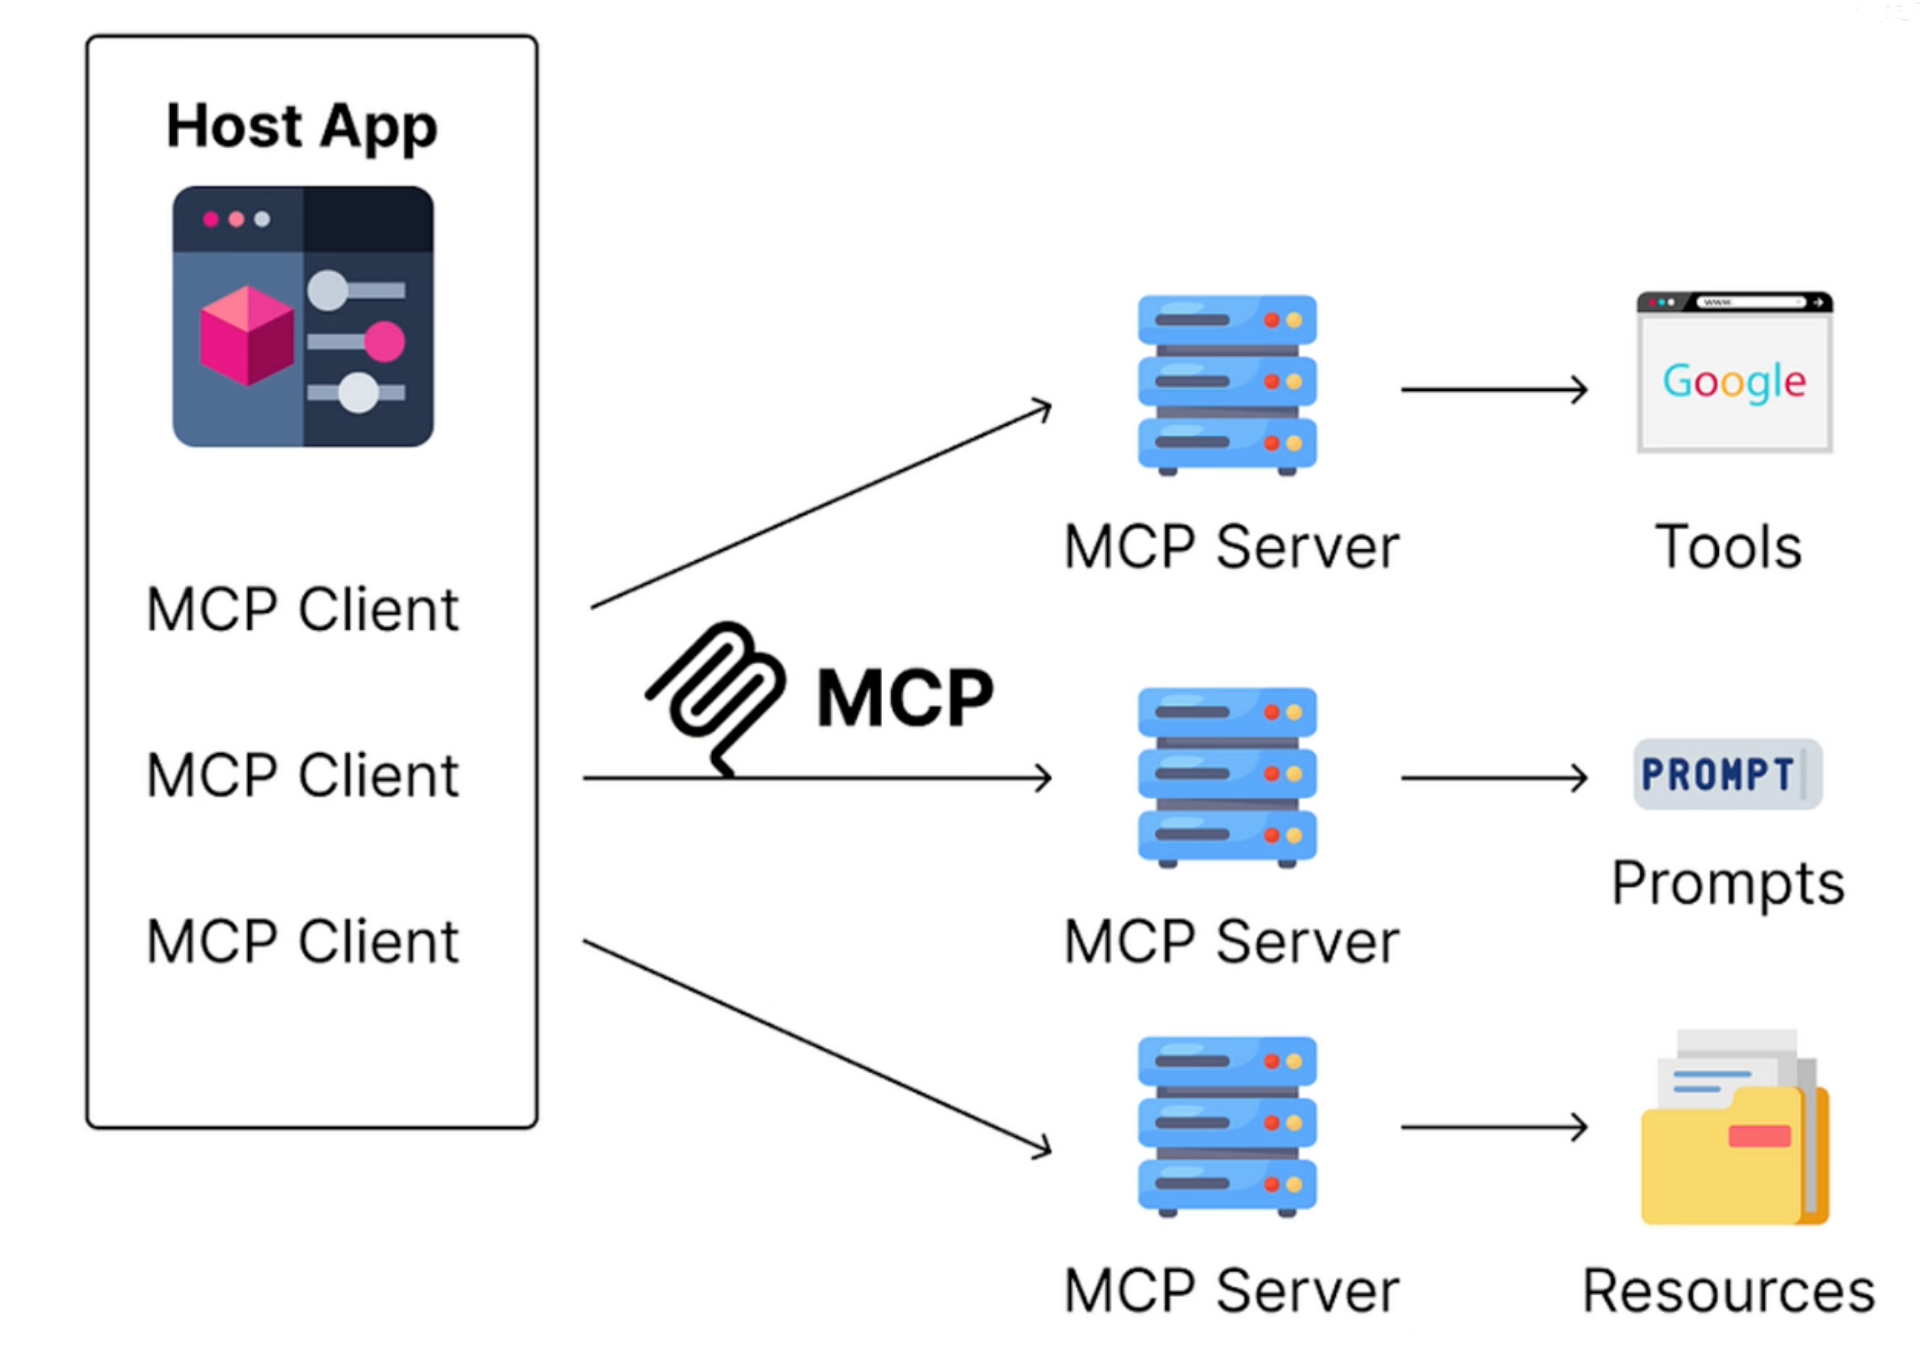 Host App
MCP Client
MCP Client
MCP Client
MCP
MCP Server
www
Google
Tools
MCP Server
PROMPT
Prompts
MCP Server
Resources